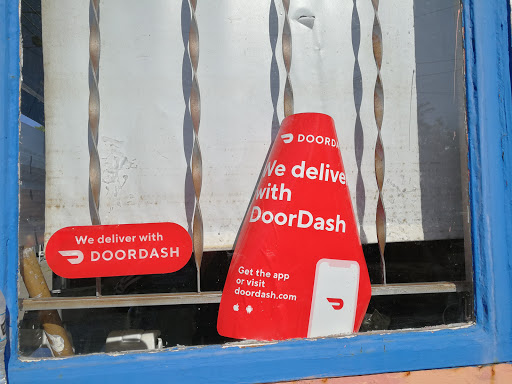 We deliver with
DOORDASH
DOORDA
We delive
with
DoorDash
Get the app
or visit
doordash.com